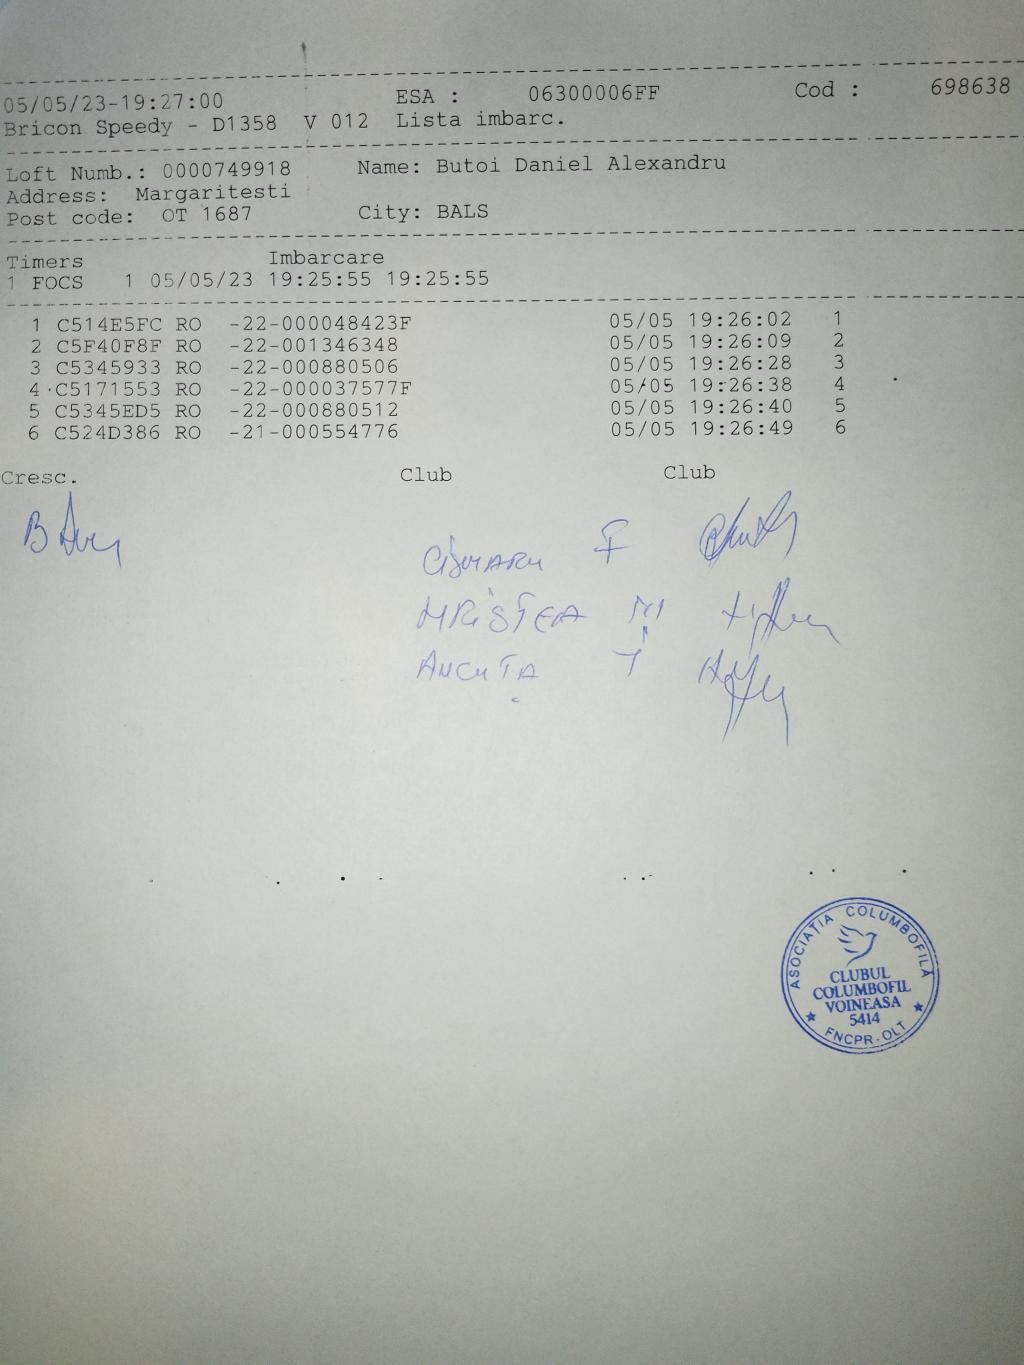 05/05/23-19:27:00 ESA : 06300006FF Cod : 698638
Bricon Speedy - D1358 V 012 Lista imbarc.
Loft Numb.: 0000749918 Name: Butoi Daniel Alexandru
Address: Margaritesti
Post code: OT 1687 City: BALS
Timers Imbarcare
1 FOCS 1 05/05/23 19:25:55 19:25:55
1 C514E5FC RO -22-000048423F 05/05 19:26:02 1
2 C5F40F8F RO -22-001346348 05/05 19:26:09 2
3 C5345933 RO -22-000880506 05/05 19:26:28 3
4 C5171553 RO -22-000037577F 05/05 19:26:38 4
5 C5345ED5 RO -22-000880512 05/05 19:26:40 5
6 C524D386 RO -21-000554776 05/05 19:26:49 6
Cresc. Club Club
ASOCIAȚIA COLUMBOFILĂ
CLUBUL
COLUMBOFIL
VOINEASA
5414
FNCPR-OLT